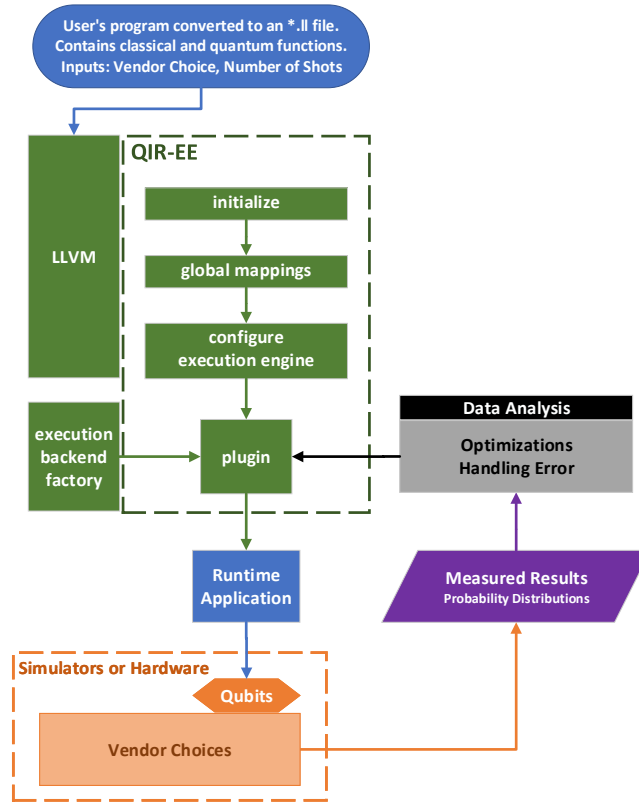 User's program converted to an *.ll file.
Contains classical and quantum functions.
Inputs: Vendor Choice, Number of Shots
QIR-EE
initialize
LLVM
global mappings
configure
execution engine
Data Analysis
execution
backend
factory
plugin
Optimizations
Handling Error
Runtime
Application
Measured Results
Probability Distributions
Simulators or Hardware
Qubits
Vendor Choices